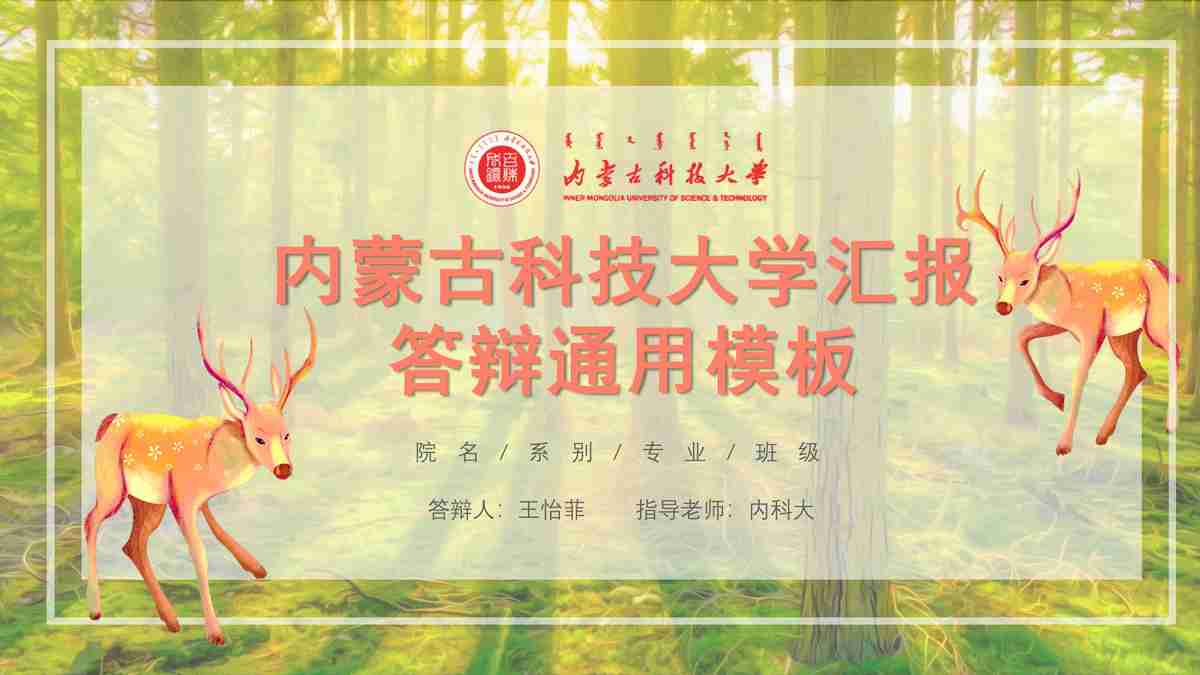 内蒙古科技大学
INNER MONGOLIA UNIVERSITY OF SCIENCE & TECHNOLOGY
内蒙古科技大学汇报
答辩通用模板
院 名 / 系 别 / 专 业 / 班 级
答辩人：王怡菲 指导老师：内科大